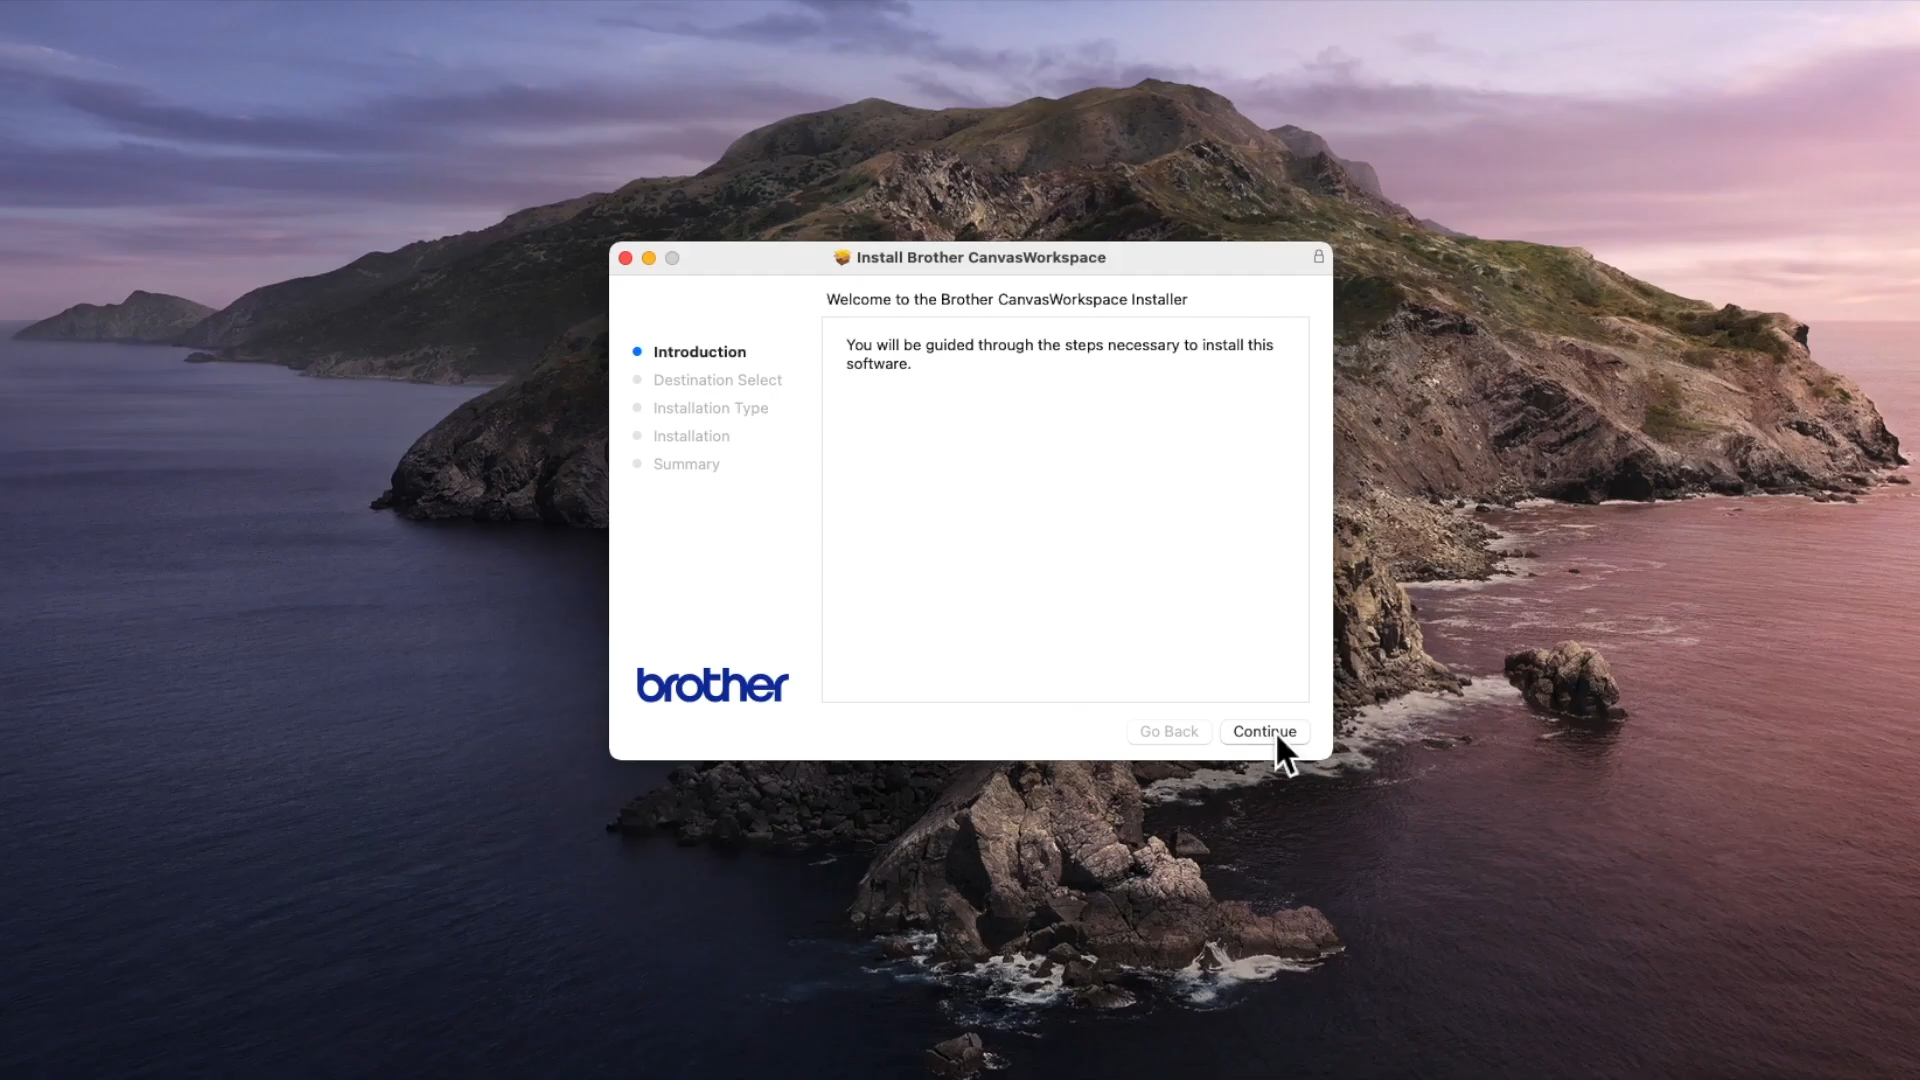 Install Brother CanvasWorkspace
Welcome to the Brother CanvasWorkspace Installer
Introduction
Destination Select
Installation Type
Installation
Summary
You will be guided through the steps necessary to install this
software.
brother
Go Back
Continue